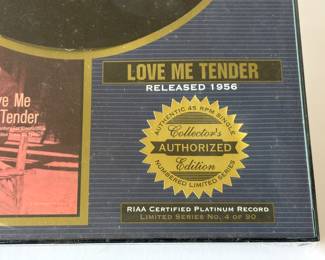 LOVE ME TENDER
RELEASED 1956
ove Me
Tender
AUTHENTIC 45 RPM SINGLE
Collector's
AUTHORIZED
Edition
NUMBERED LIMITED SERIES
RIAA CERTIFIED PLATINUM RECORD
LIMITED SERIES NO. 4 OF 90